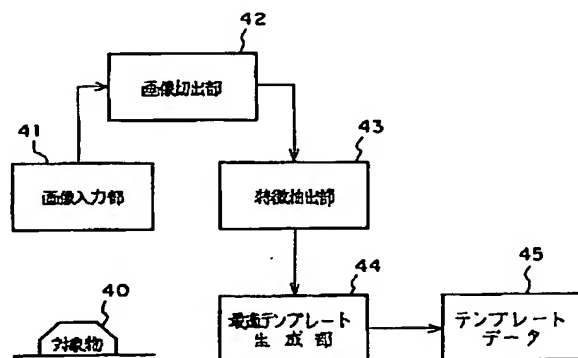 42
画像切出部
41
画像入力部
43
特徴抽出部
40
対象物
44
最適テンプレート
生成部
45
テンプレート
データ